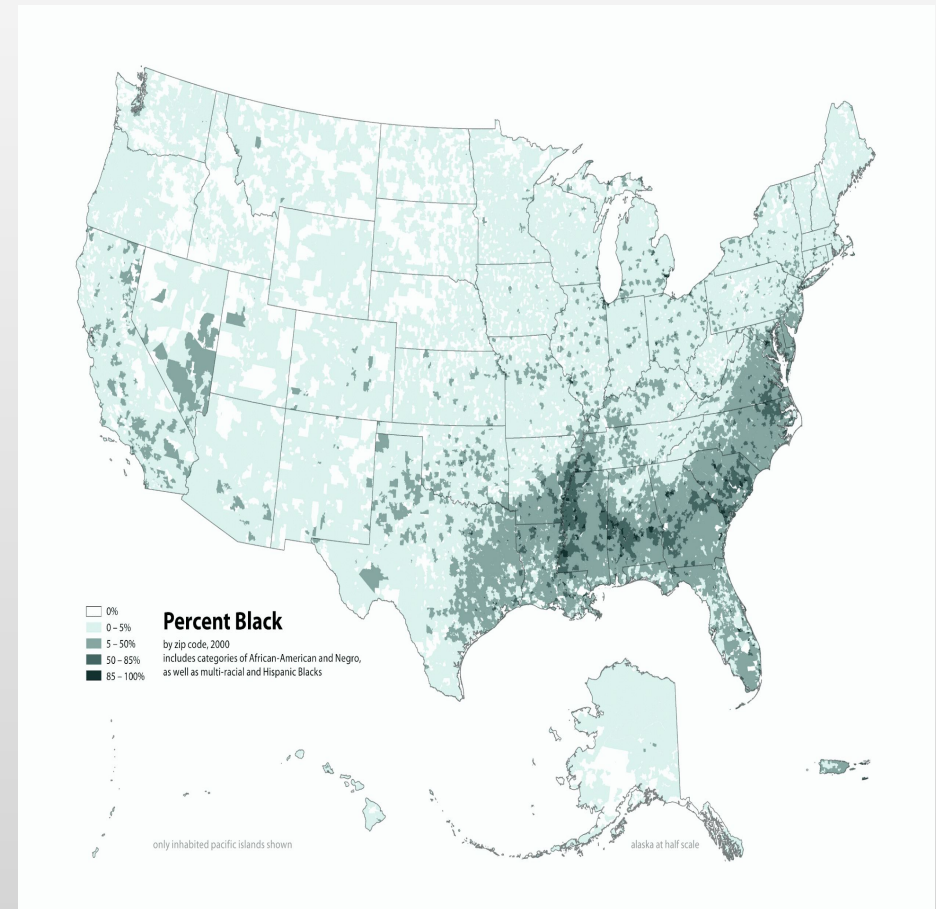 0%
0 – 5%
5 – 50%
50 – 85%
85 – 100%
Percent Black
by zip code, 2000
includes categories of African-American and Negro,
as well as multi-racial and Hispanic Blacks
only inhabited pacific islands shown
alaska at half scale